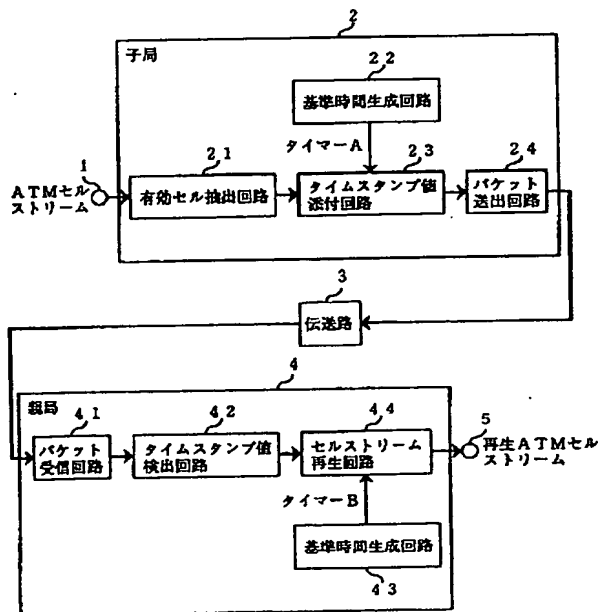 2
子局
22
基準時間生成回路
タイマーA
1
21
23
24
ATMセル
ストリーム
有効セル抽出回路
タイムスタンプ値
添付回路
パケット
送出回路
3
伝送路
4
親局
41
42
44
5
パケット
受信回路
タイムスタンプ値
検出回路
セルストリーム
再生回路
再生ATMセル
ストリーム
タイマーB
基準時間生成回路
43